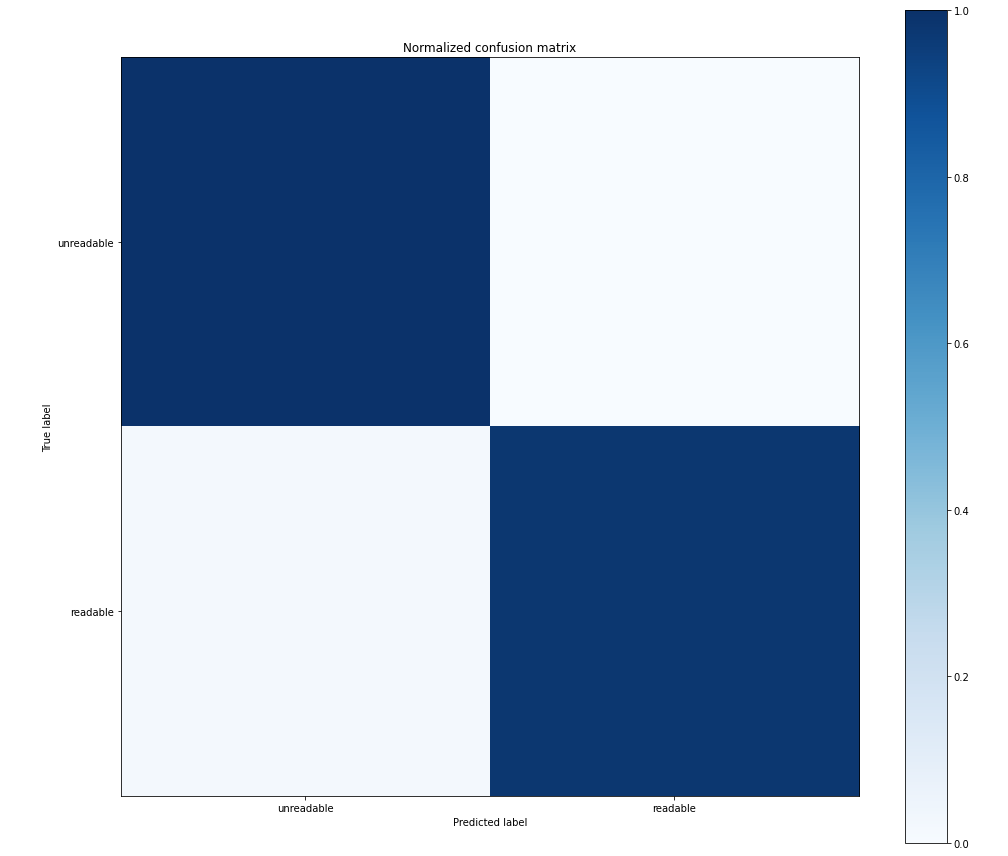 Normalized confusion matrix
1.0
0.8
0.6
0.4
0.2
0.0
True label
unreadable
readable
unreadable readable
Predicted label